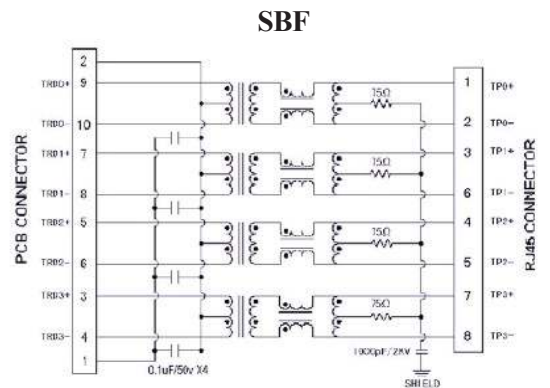 SBF
2
TRD0+ 9
1 TP0+
75Ω
TRD0- 10
2 TP0-
TRD1+ 7
3 TP1+
75Ω
TRD1- 8
6 TP1-
TRD2+ 5
4 TP2+
75Ω
TRD2- 6
5 TP2-
TRD3+ 3
7 TP3+
75Ω
TRD3- 4
8 TP3-
1
0.1uF/50v X4
1000pF/2KV
SHIELD
PCB CONNECTOR
RJ45 CONNECTOR